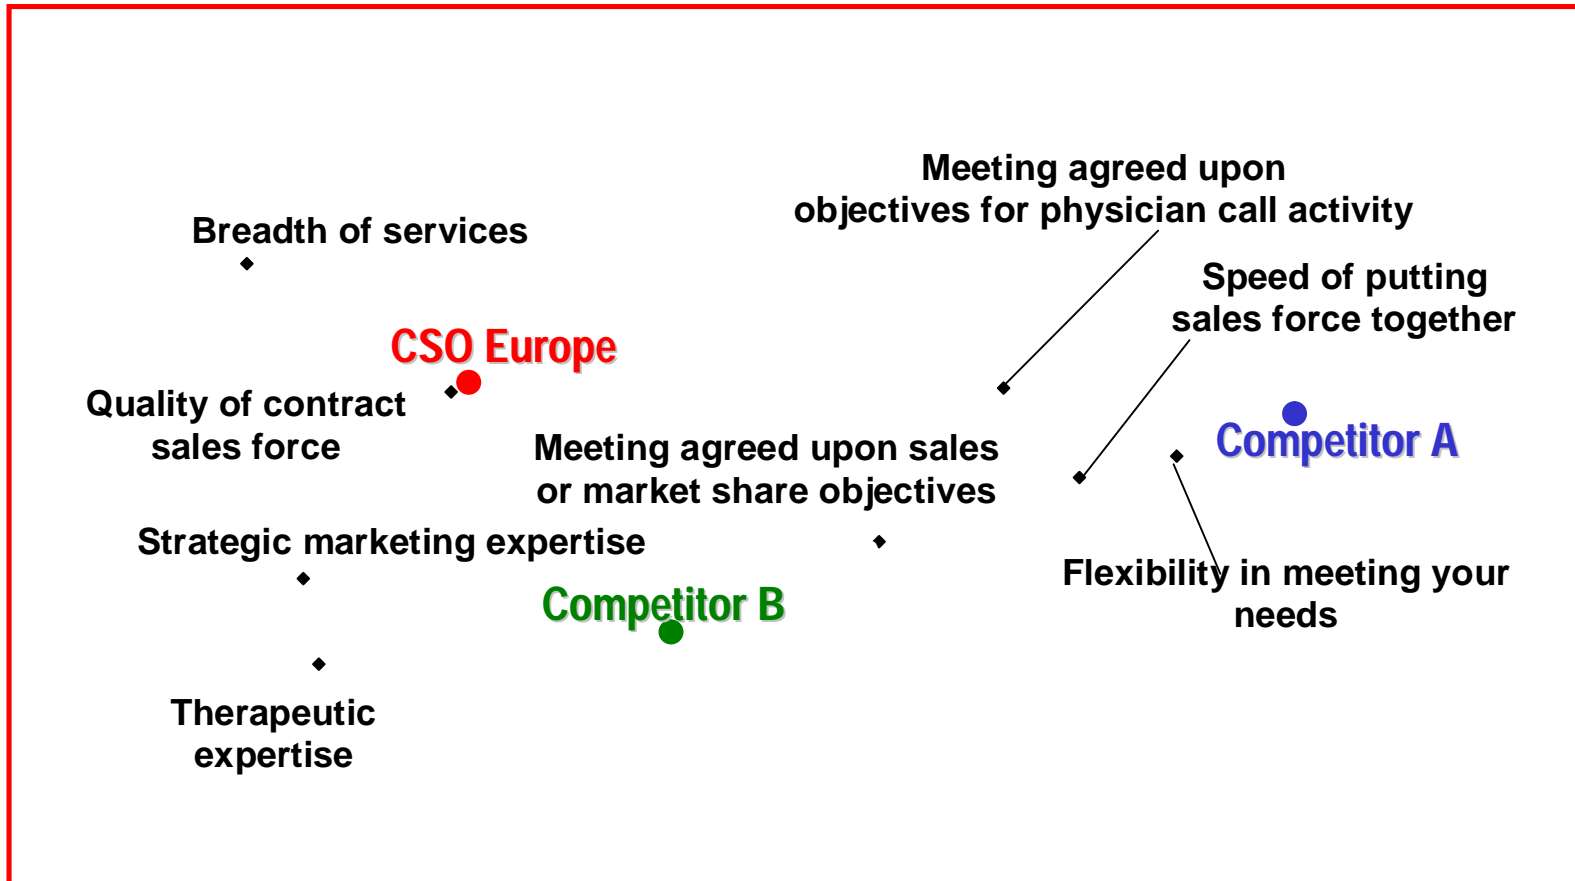 Meeting agreed upon
objectives for physician call activity
Breadth of services
Speed of putting
sales force together
CSO Europe
Quality of contract
sales force
Competitor A
Meeting agreed upon sales
or market share objectives
Strategic marketing expertise
Flexibility in meeting your
needs
Competitor B
Therapeutic
expertise